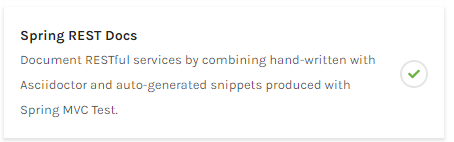 Spring REST Docs
Document RESTful services by combining hand-written with
Asciidoctor and auto-generated snippets produced with
Spring MVC Test.